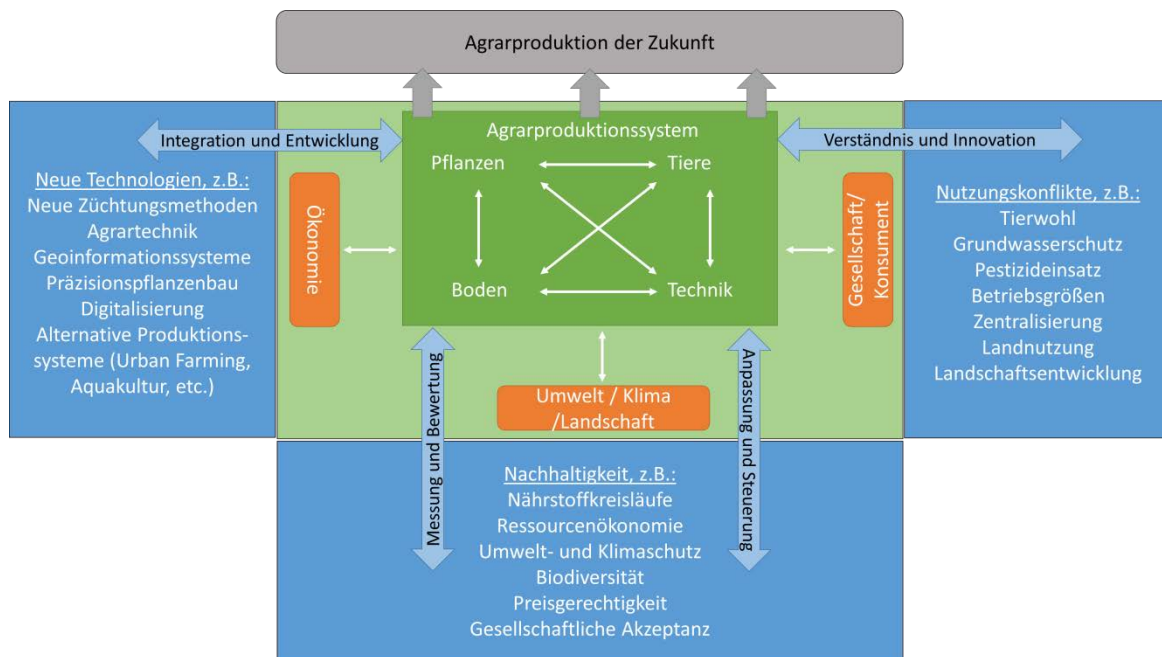 Agrarproduktion der Zukunft
Integration und Entwicklung
Neue Technologien, z.B.:
Neue Züchtungsmethoden
Agrartechnik
Geoinformationssysteme
Präzisionspflanzenbau
Digitalisierung
Alternative Produktions-
systeme (Urban Farming,
Aquakultur, etc.)
Ökonomie
Agrarproduktionssystem
Pflanzen
Tiere
Boden
Technik
Gesellschaft/
Konsument
Umwelt / Klima
/Landschaft
Verständnis und Innovation
Nutzungskonflikte, z.B.:
Tierwohl
Grundwasserschutz
Pestizideinsatz
Betriebsgrößen
Zentralisierung
Landnutzung
Landschaftsentwicklung
Messung und Bewertung
Anpassung und Steuerung
Nachhaltigkeit, z.B.:
Nährstoffkreisläufe
Ressourcenökonomie
Umwelt- und Klimaschutz
Biodiversität
Preisgerechtigkeit
Gesellschaftliche Akzeptanz